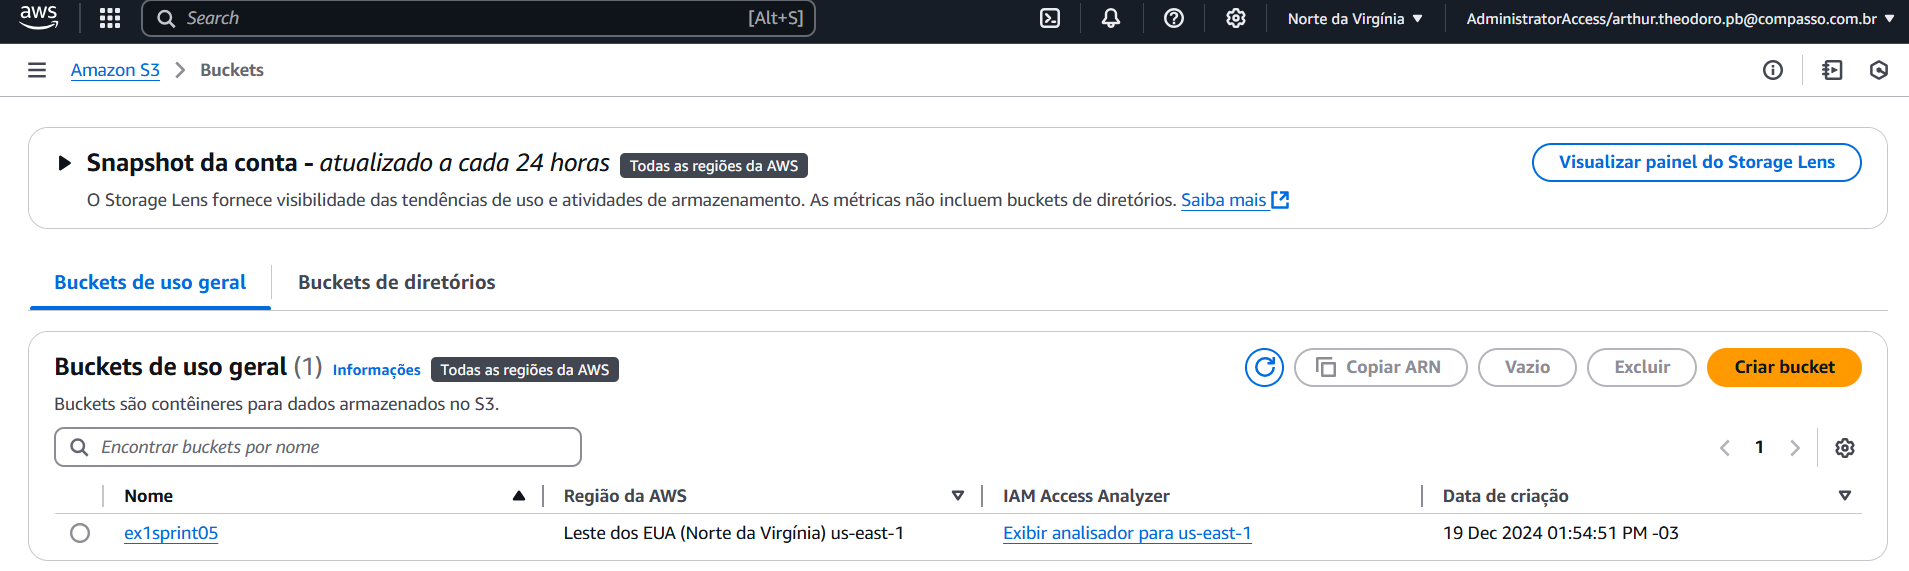 aws Search [Alt+S] Norte da Virgínia AdministratorAccess/arthur.theodoro.pb@compasso.com.br
Amazon S3 Buckets
Snapshot da conta - atualizado a cada 24 horas Todas as regiões da AWS Visualizar painel do Storage Lens
O Storage Lens fornece visibilidade das tendências de uso e atividades de armazenamento. As métricas não incluem buckets de diretórios. Saiba mais
Buckets de uso geral Buckets de diretórios
Buckets de uso geral (1) Informações Todas as regiões da AWS Copiar ARN Vazio Excluir Criar bucket
Buckets são contêineres para dados armazenados no S3.
Encontrar buckets por nome 1
Nome Região da AWS IAM Access Analyzer Data de criação
ex1sprint05 Leste dos EUA (Norte da Virgínia) us-east-1 Exibir analisador para us-east-1 19 Dec 2024 01:54:51 PM -03